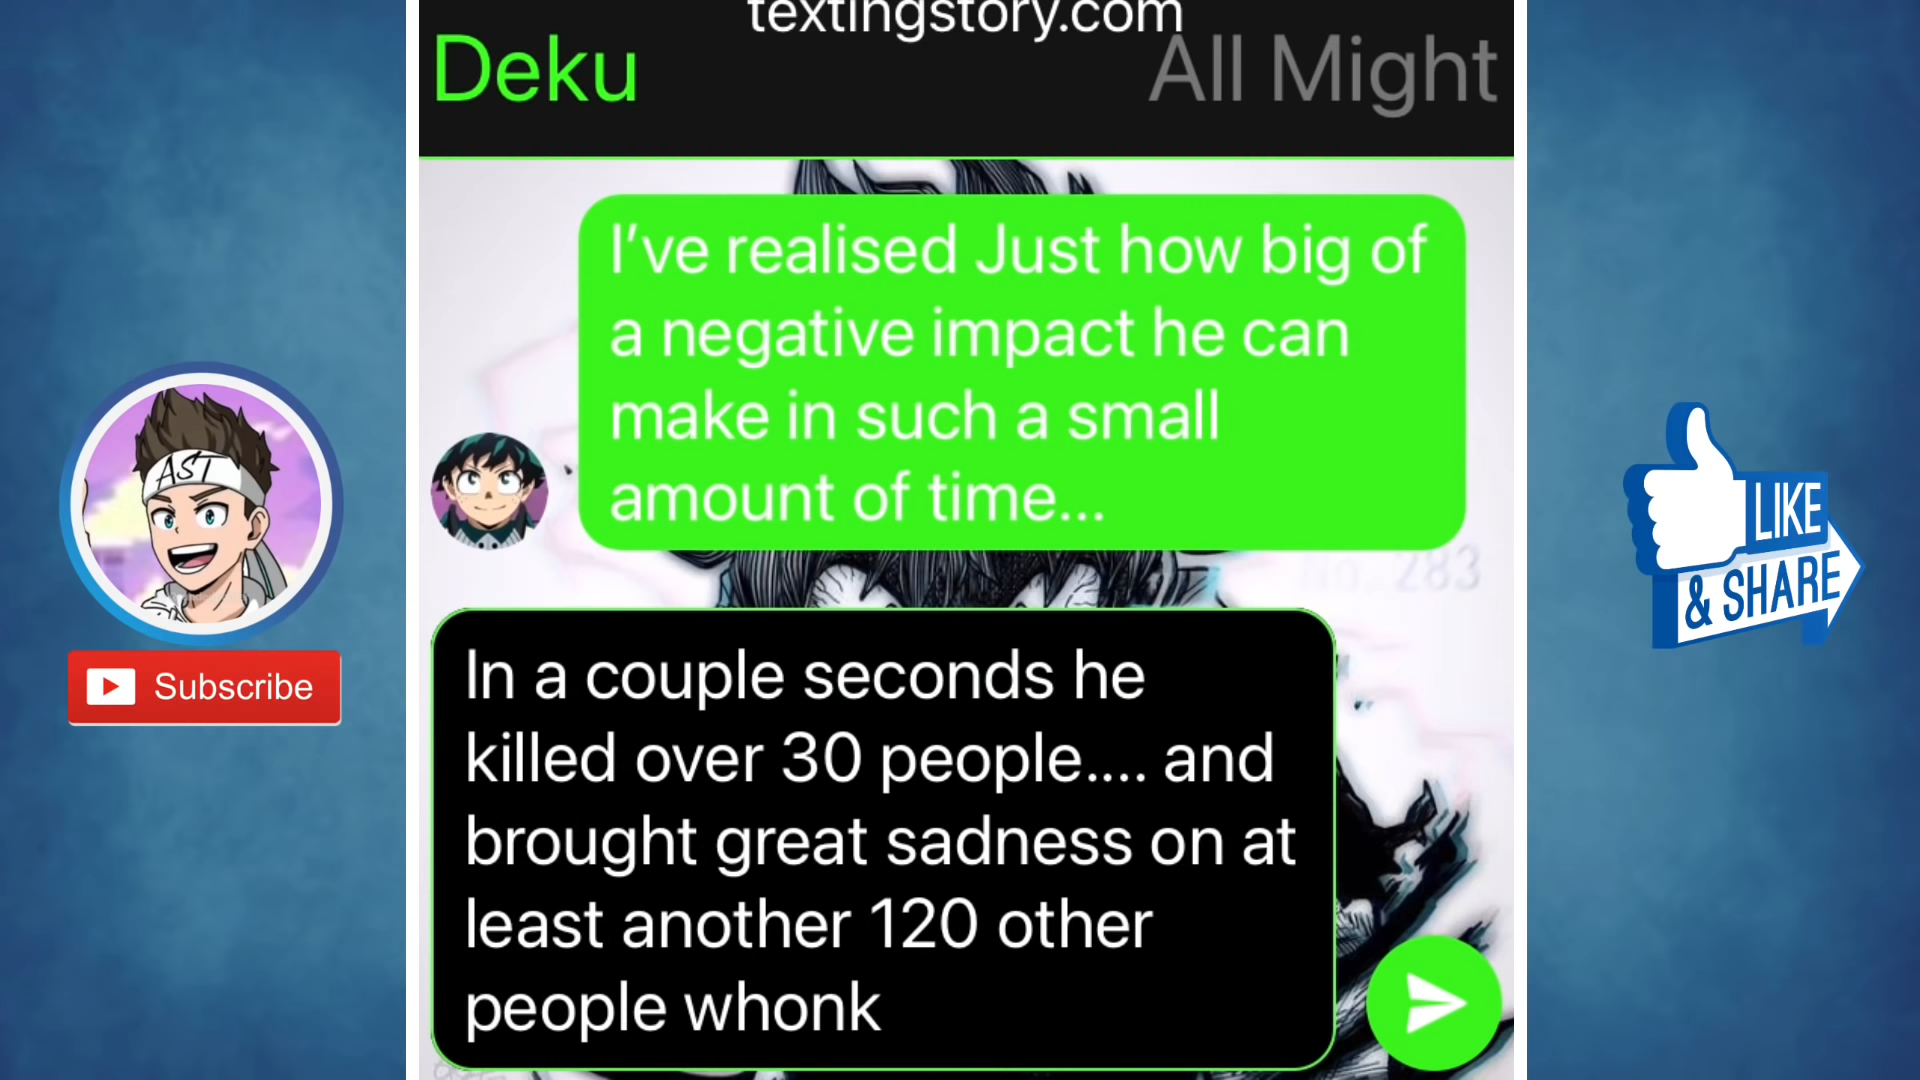 textingstory.com
Deku
All Might
I’ve realised Just how big of
a negative impact he can
make in such a small
amount of time...
No. 283
In a couple seconds he
killed over 30 people.... and
brought great sadness on at
least another 120 other
people whonk
AST
Subscribe
LIKE
& SHARE